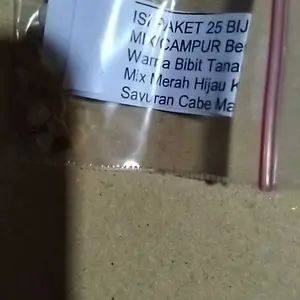 ISI PAKET 25 BIJ
MIX/CAMPUR Be
Warna Bibit Tana
Mix Merah Hijau K
Sayuran Cabe Ma